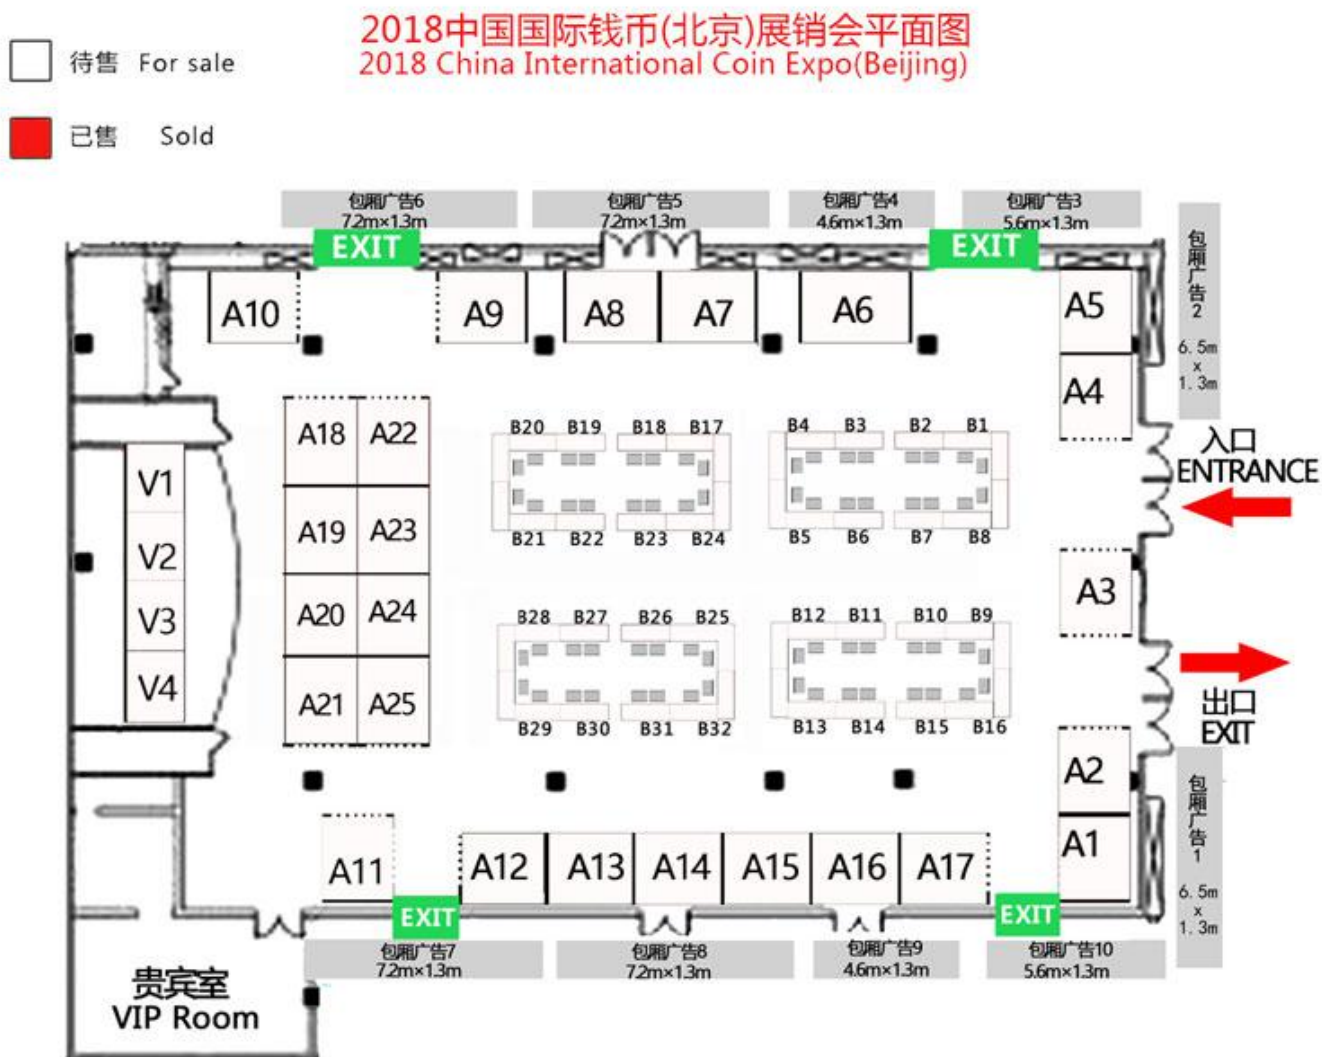 2018中国国际钱币(北京)展销会平面图
2018 China International Coin Expo(Beijing)
待售 For sale
已售 Sold
包厢广告6
7.2m×1.3m
包厢广告5
7.2m×1.3m
包厢广告4
4.6m×1.3m
包厢广告3
5.6m×1.3m
包厢广告2
6.5m
x
1.3m
EXIT
EXIT
A10
A9
A8
A7
A6
A5
A4
A18
A22
A19
A23
A20
A24
A21
A25
V1
V2
V3
V4
B20 B19 B18 B17
B4 B3 B2 B1
B21 B22 B23 B24
B5 B6 B7 B8
B28 B27 B26 B25
B12 B11 B10 B9
B29 B30 B31 B32
B13 B14 B15 B16
入口
ENTRANCE
A3
出口
EXIT
A2
A1
包厢广告1
6.5m
x
1.3m
A11
A12
A13
A14
A15
A16
A17
EXIT
EXIT
包厢广告7
7.2m×1.3m
包厢广告8
7.2m×1.3m
包厢广告9
4.6m×1.3m
包厢广告10
5.6m×1.3m
贵宾室
VIP Room